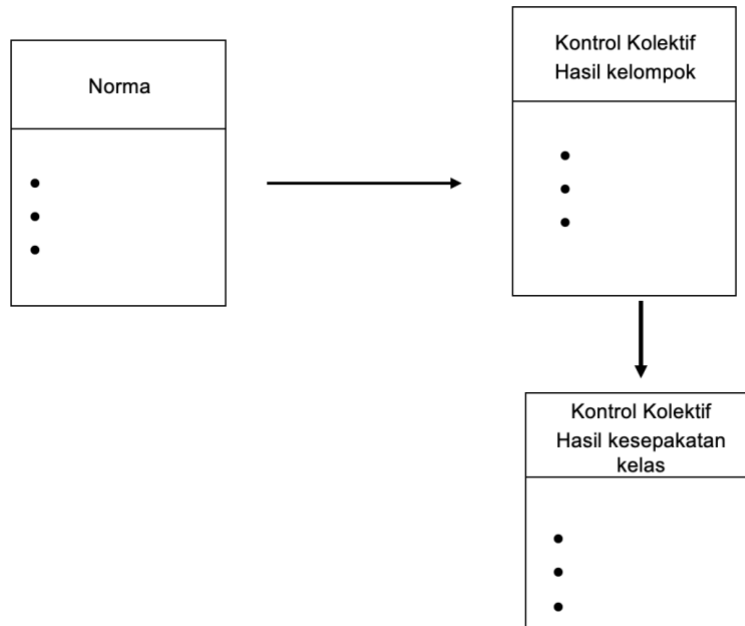 Norma
Kontrol Kolektif
Hasil kelompok
Kontrol Kolektif
Hasil kesepakatan
kelas